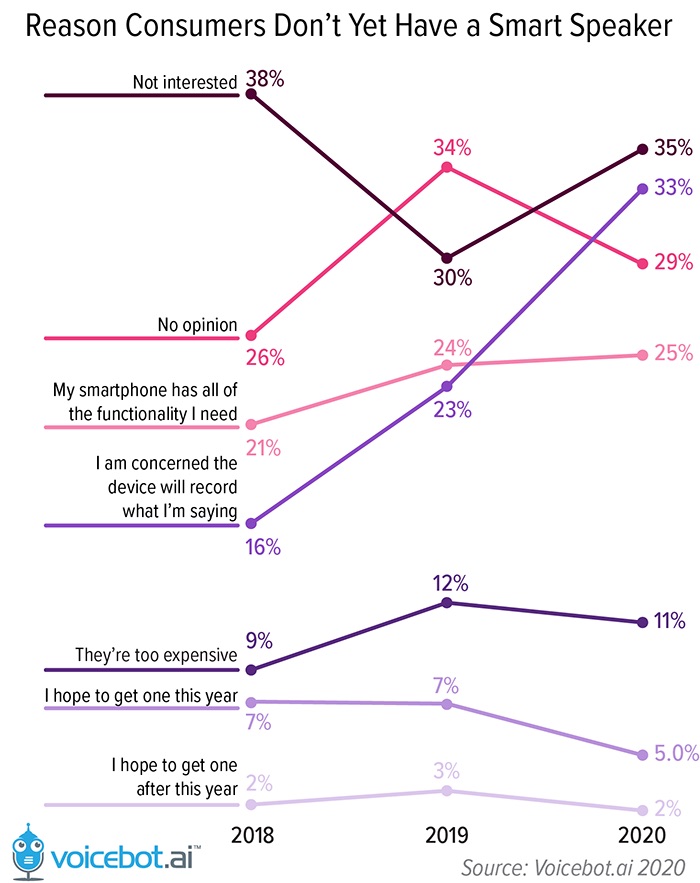 Reason Consumers Don't Yet Have a Smart Speaker
Not interested
38%
34%
35%
33%
30%
29%
No opinion
26%
24%
25%
My smartphone has all of
the functionality I need
21%
23%
I am concerned the
device will record
what I'm saying
16%
12%
11%
9%
They're too expensive
I hope to get one this year
7%
7%
5.0%
I hope to get one
after this year
2%
3%
2%
2018
2019
2020
voicebot.ai™
Source: Voicebot.ai 2020